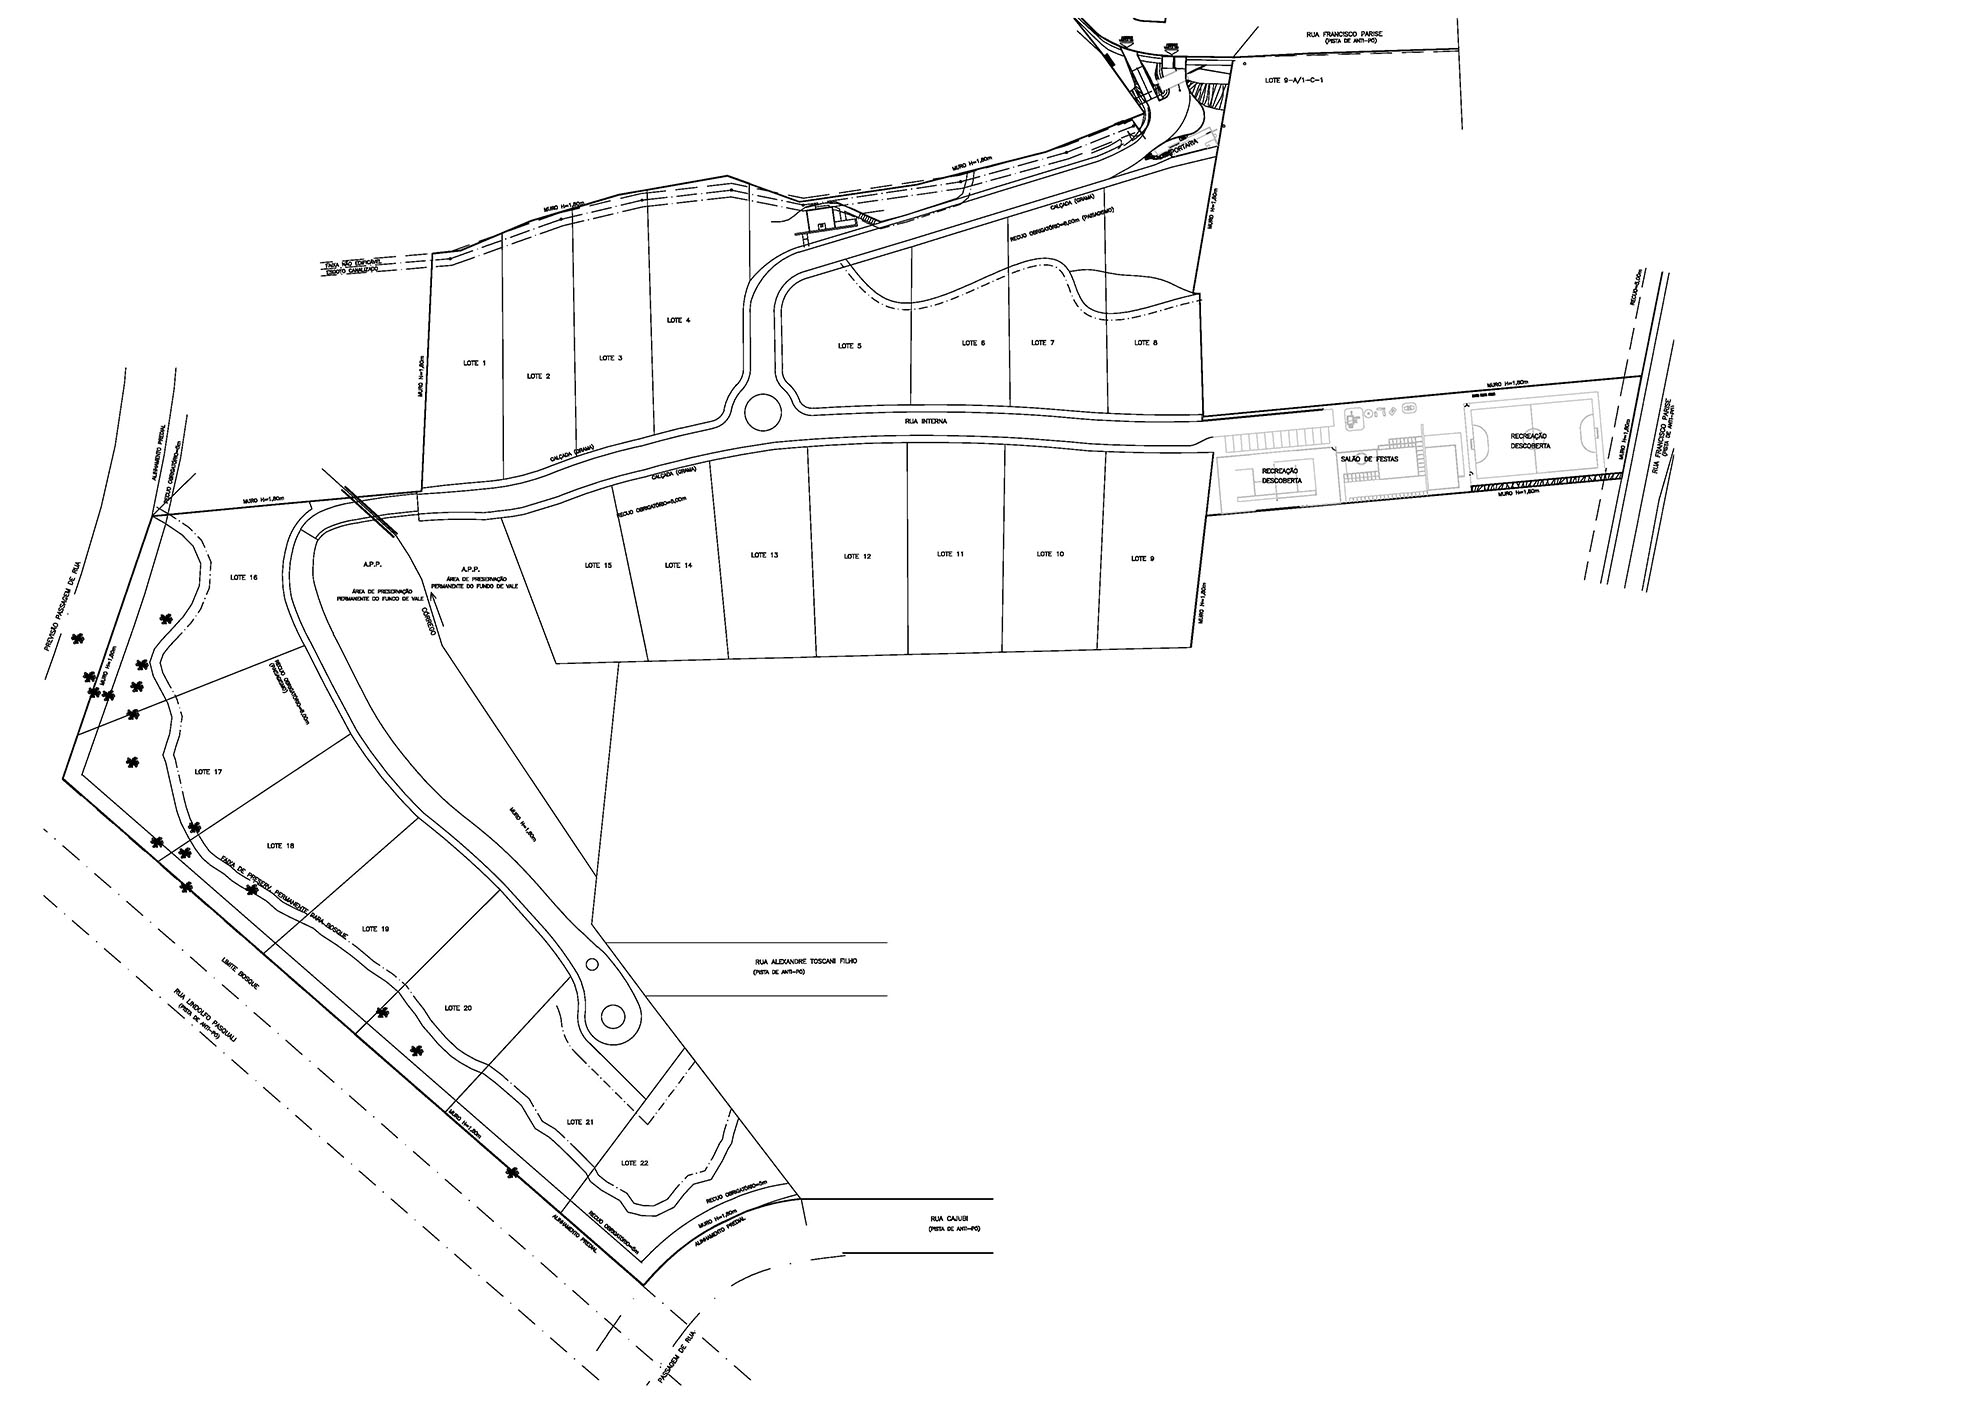 RUA FRANCISCO PARISE
(PISTA DE ANTI-PÓ)
LOTE 9-A/1-C-1
PORTARIA
MURO H=1,80m
MURO H=1,80m
CALÇADA (GRAMA)
RECUO OBRIGATÓRIO=8,00m (PAISAGISMO)
MURO H=1,80m
FAIXA NÃO EDIFICÁVEL
ESGOTO CANALIZADO
RECUO=5,00m
LOTE 1
LOTE 2
LOTE 3
LOTE 4
LOTE 5
LOTE 6
LOTE 7
LOTE 8
MURO H=1,80m
MURO H=1,80m
RUA INTERNA
CALÇADA (GRAMA)
CALÇADA (GRAMA)
RECUO OBRIGATÓRIO=5,00m
RECREAÇÃO
DESCOBERTA
SALÃO DE FESTAS
RECREAÇÃO
DESCOBERTA
MURO H=1,80m
MURO H=1,80m
RUA FRANCISCO PARISE
(PISTA DE ANTI-PÓ)
ALINHAMENTO PREDIAL
RECUO OBRIGATÓRIO=5m
MURO H=1,80m
LOTE 15
LOTE 14
LOTE 13
LOTE 12
LOTE 11
LOTE 10
LOTE 9
MURO H=1,80m
A.P.P.
ÁREA DE PRESERVAÇÃO
PERMANENTE DO FUNDO DE VALE
A.P.P.
ÁREA DE PRESERVAÇÃO
PERMANENTE DO FUNDO DE VALE
CÓRREGO
LOTE 16
PREVISÃO PASSAGEM DE RUA
MURO H=1,80m
RECUO OBRIGATÓRIO=8,00m
(PAISAGISMO)
LOTE 17
LOTE 18
MURO H=1,80m
FAIXA DE PRESERV. PERMANENTE PARA BOSQUE
LOTE 19
LIMITE BOSQUE
RUA LINDOLFO PASQUALI
(PISTA DE ANTI-PÓ)
RUA ALEXANDRE TOSCANI FILHO
(PISTA DE ANTI-PÓ)
LOTE 20
LOTE 21
MURO H=1,80m
LOTE 22
RECUO OBRIGATÓRIO=5m
MURO H=1,80m
ALINHAMENTO PREDIAL
RECUO OBRIGATÓRIO=5m
ALINHAMENTO PREDIAL
RUA CAJUBI
(PISTA DE ANTI-PÓ)
PASSAGEM DE RUA